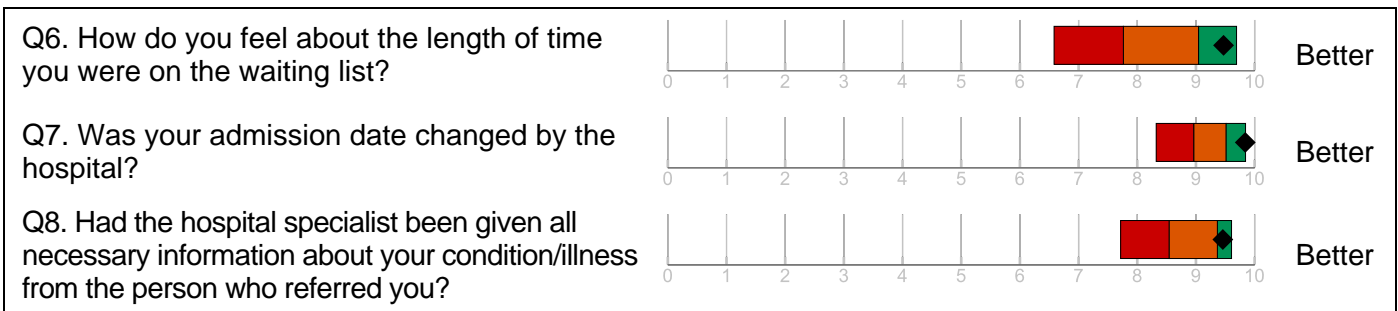 Q6. How do you feel about the length of time
you were on the waiting list?
0 1 2 3 4 5 6 7 8 9 10
Better
Q7. Was your admission date changed by the
hospital?
0 1 2 3 4 5 6 7 8 9 10
Better
Q8. Had the hospital specialist been given all
necessary information about your condition/illness
from the person who referred you?
0 1 2 3 4 5 6 7 8 9 10
Better